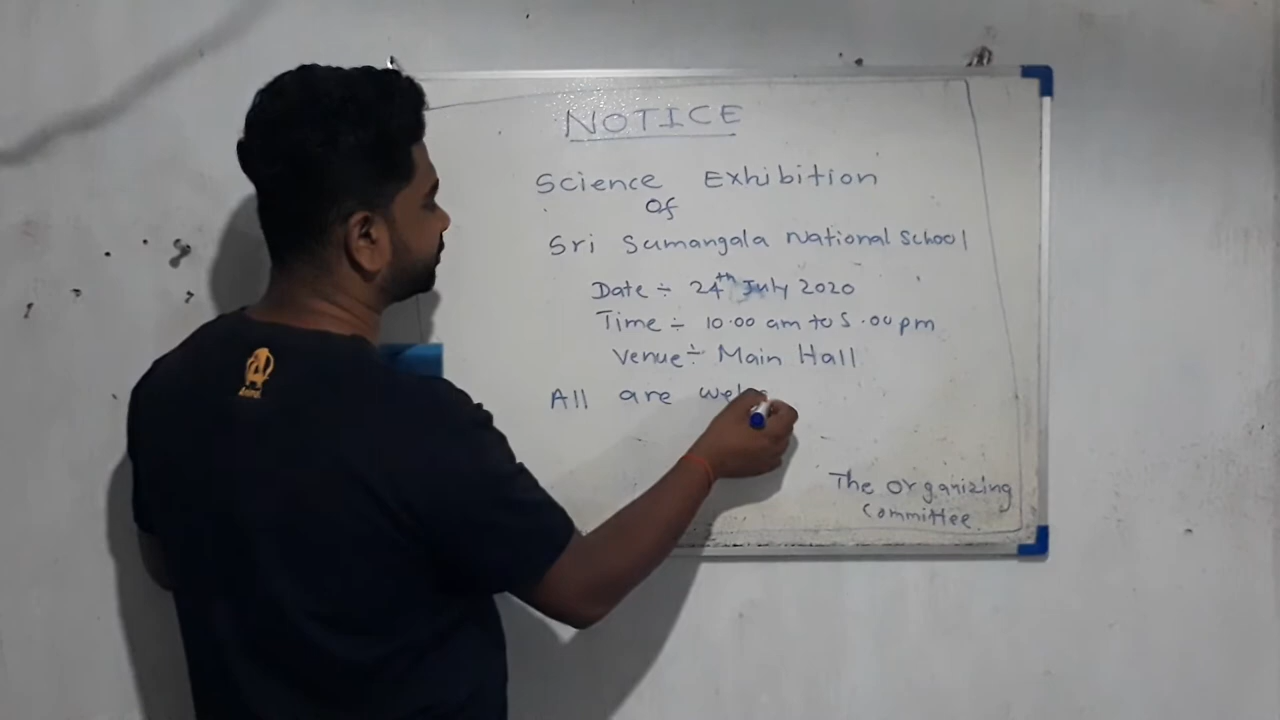 NOTICE
Science Exhibition
Of
Sri Sumangala National School
Date ÷ 24th July 2020
Time ÷ 10.00 am to 5.00 pm
Venue ÷ Main Hall
All are
The Organizing
Committee.